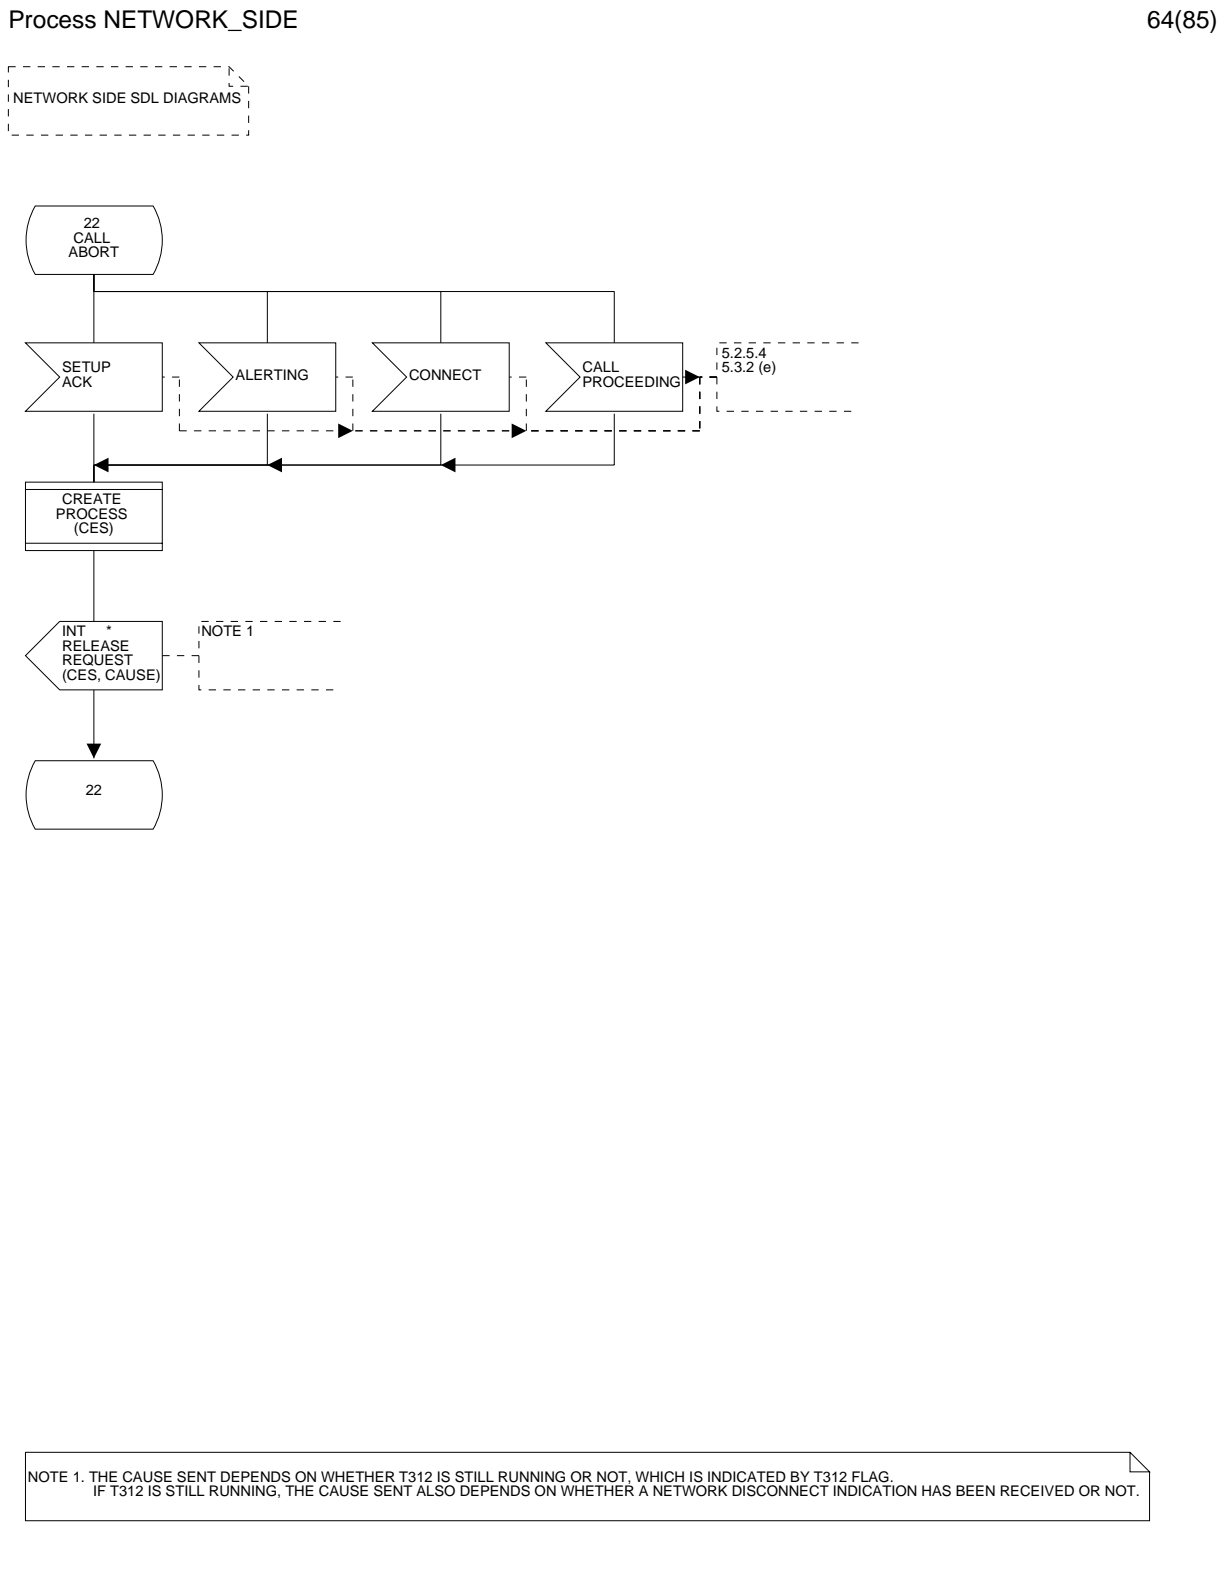 Process NETWORK_SIDE
64(85)
NETWORK SIDE SDL DIAGRAMS
22
CALL
ABORT
SETUP
ACK
ALERTING
CONNECT
CALL
PROCEEDING
5.2.5.4
5.3.2 (e)
CREATE
PROCESS
(CES)
INT *
RELEASE
REQUEST
(CES, CAUSE)
NOTE 1
22
NOTE 1. THE CAUSE SENT DEPENDS ON WHETHER T312 IS STILL RUNNING OR NOT, WHICH IS INDICATED BY T312 FLAG.
IF T312 IS STILL RUNNING, THE CAUSE SENT ALSO DEPENDS ON WHETHER A NETWORK DISCONNECT INDICATION HAS BEEN RECEIVED OR NOT.